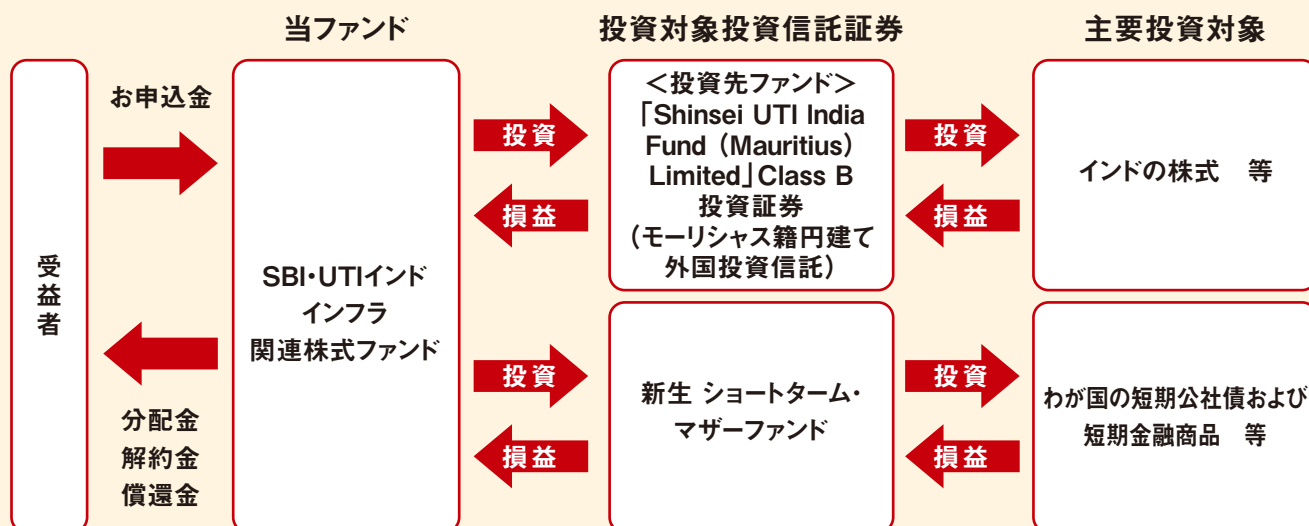 当ファンド
投資対象投資信託証券
主要投資対象
受益者
お申込金
分配金
解約金
償還金
SBI・UTIインド
インフラ
関連株式ファンド
投資
損益
<投資先ファンド>
「Shinsei UTI India
Fund (Mauritius)
Limited」Class B
投資証券
(モーリシャス籍円建て
外国投資信託)
投資
損益
インドの株式 等
投資
損益
新生 ショートターム・
マザーファンド
投資
損益
わが国の短期公社債および
短期金融商品 等